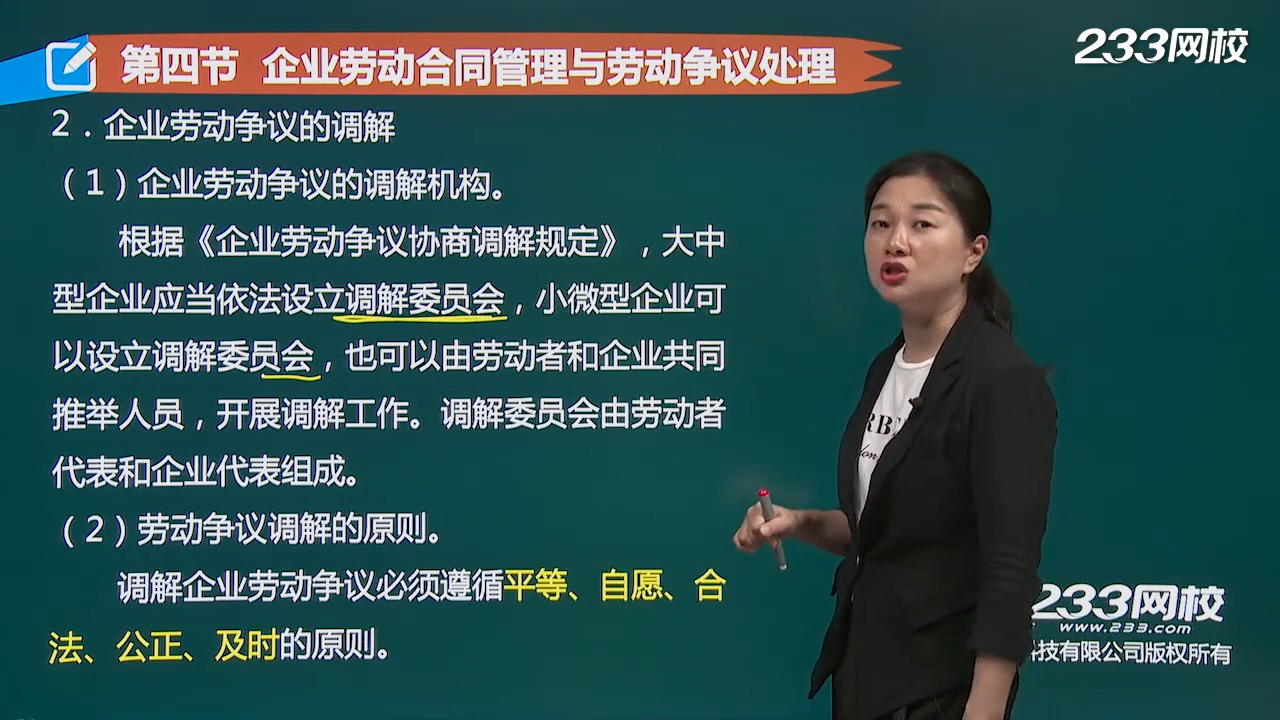 第四节 企业劳动合同管理与劳动争议处理
233网校
2．企业劳动争议的调解
（1）企业劳动争议的调解机构。
根据《企业劳动争议协商调解规定》，大中
型企业应当依法设立调解委员会，小微型企业可
以设立调解委员会，也可以由劳动者和企业共同
推举人员，开展调解工作。调解委员会由劳动者
代表和企业代表组成。
（2）劳动争议调解的原则。
调解企业劳动争议必须遵循平等、自愿、合
法、公正、及时的原则。
233网校
www.233.com
科技有限公司版权所有